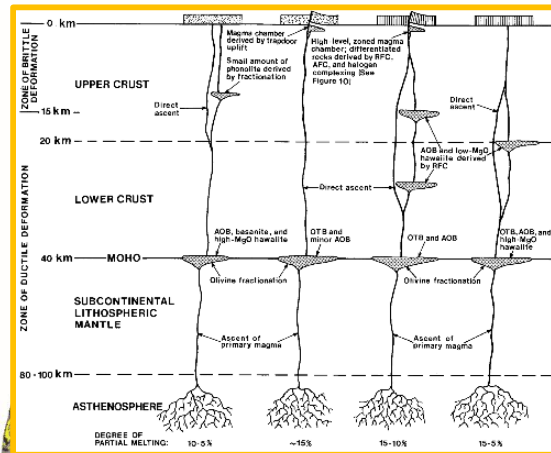 0 km
Magma chamber
derived by trapdoor
uplift
Small amount of
phonolite derived
by fractionation
High level, zoned magma
chamber; differentiated
rocks derived by RFC,
AFC, and halogen
complexing (See
Figure 10)
ZONE OF BRITTLE
DEFORMATION
UPPER CRUST
Direct
ascent
Direct
ascent
15 km
20 km
AOB and low-MgO
hawaiite derived
by RFC
Direct ascent
LOWER CRUST
ZONE OF DUCTILE DEFORMATION
AOB, basanite, and
high-MgO hawaiite
OTB and
minor AOB
OTB and AOB
OTB, AOB, and
high-MgO
hawaiite
40 km
MOHO
Olivine fractionation
Olivine fractionation
SUBCONTINENTAL
LITHOSPHERIC
MANTLE
Ascent of
primary magma
Ascent of
primary magma
80-100 km
ASTHENOSPHERE
DEGREE OF
PARTIAL MELTING:
10-5%
~15%
15-10%
15-5%